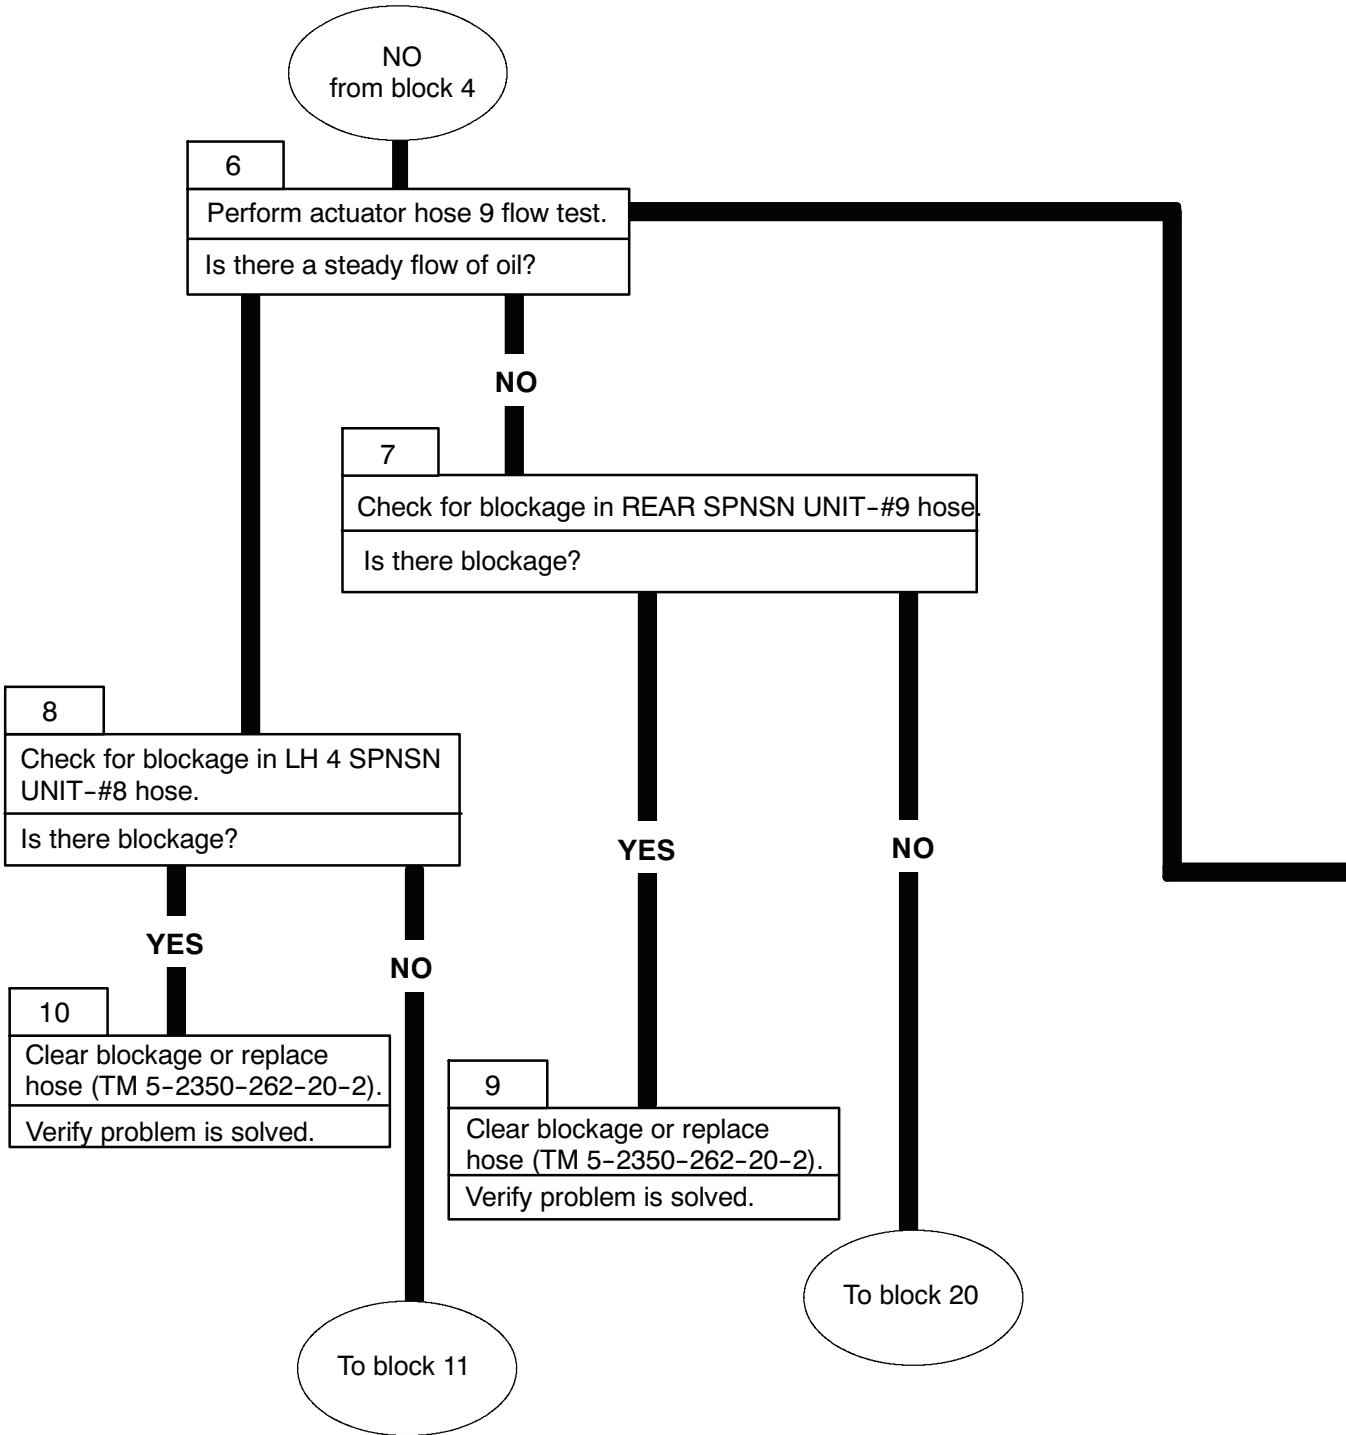 NO
from block 4
6
Perform actuator hose 9 flow test.
Is there a steady flow of oil?
NO
7
Check for blockage in REAR SPNSN UNIT-#9 hose.
Is there blockage?
8
Check for blockage in LH 4 SPNSN
UNIT-#8 hose.
Is there blockage?
YES
NO
YES
NO
10
Clear blockage or replace
hose (TM 5-2350-262-20-2).
Verify problem is solved.
9
Clear blockage or replace
hose (TM 5-2350-262-20-2).
Verify problem is solved.
To block 20
To block 11